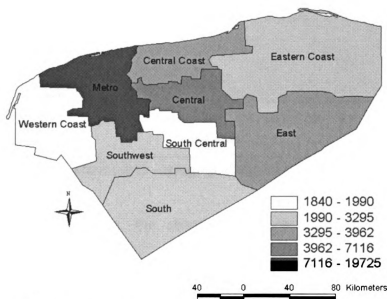 Central Coast
Eastern Coast
Metro
Central
Western Coast
South Central
East
Southwest
South
N
1840 - 1990
1990 - 3295
3295 - 3962
3962 - 7116
7116 - 19725
40 0 40 80 Kilometers